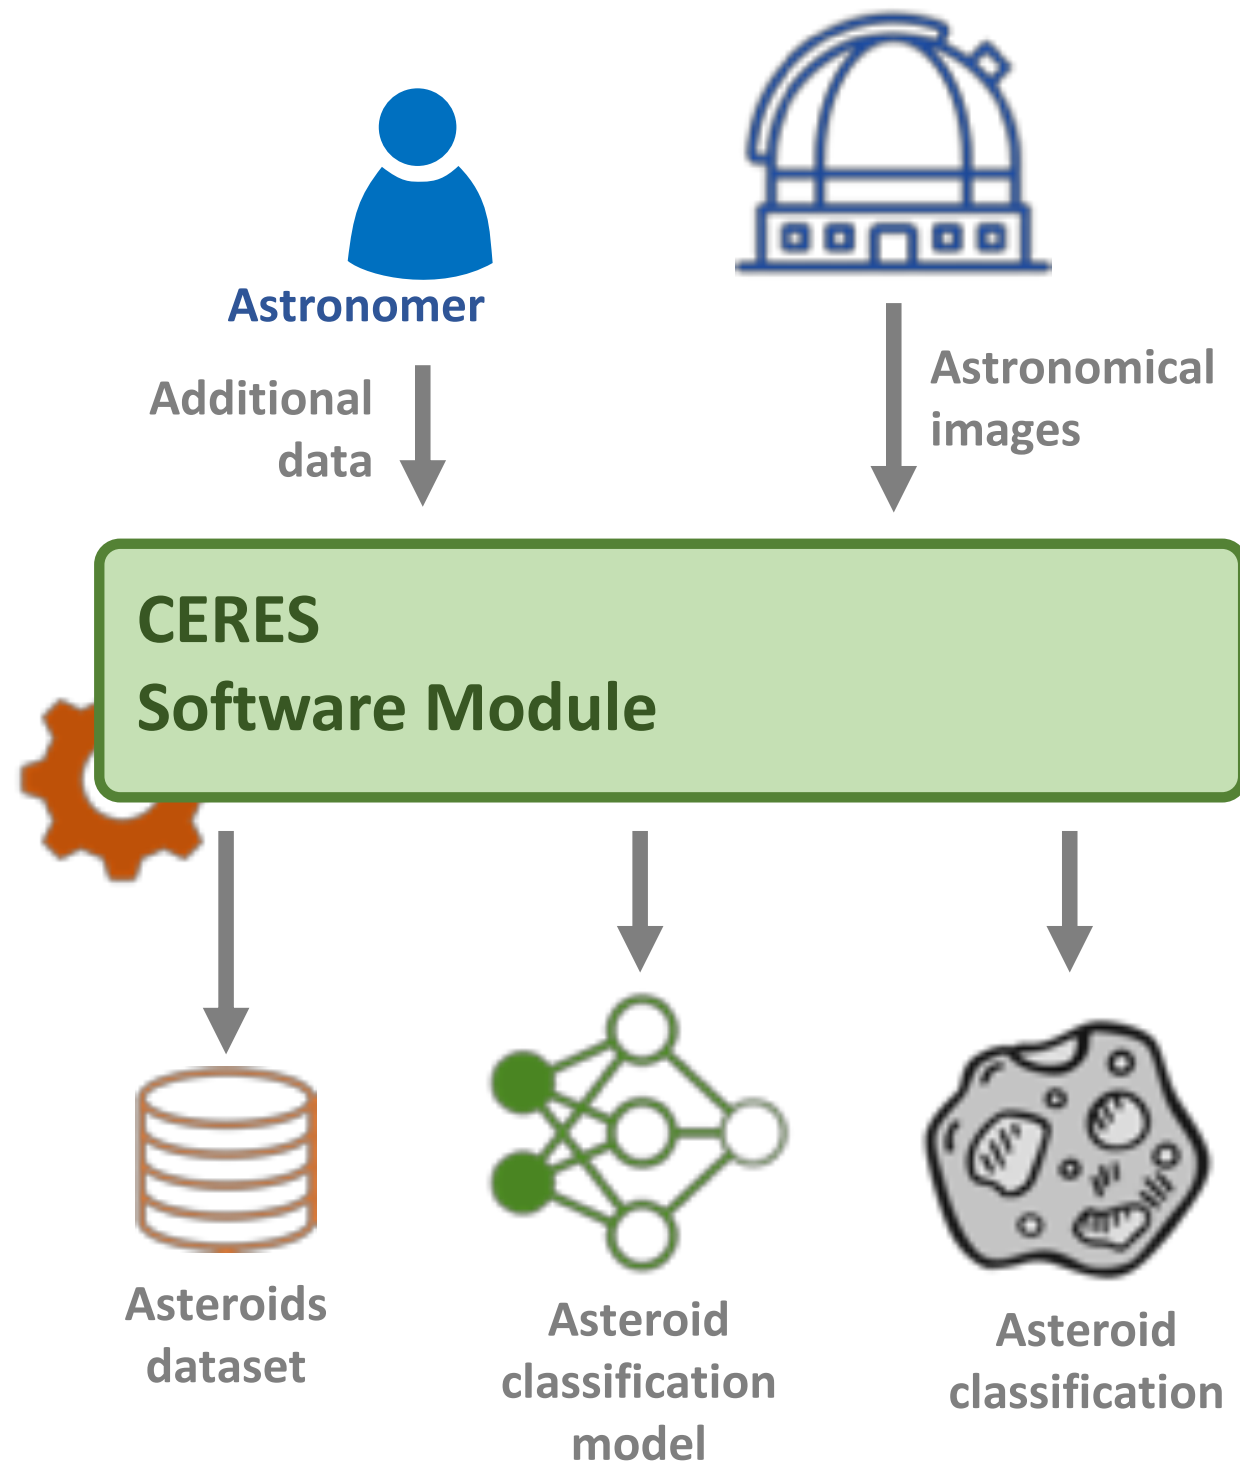 Astronomer
Additional
data
Astronomical
images
CERES
Software Module
Asteroids
dataset
Asteroid
classification
model
Asteroid
classification